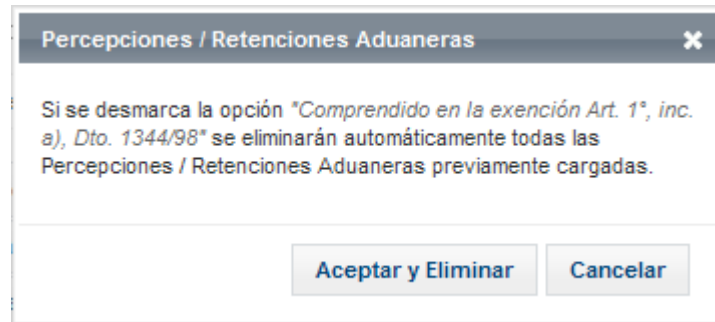 Percepciones / Retenciones Aduaneras
Si se desmarca la opción "Comprendido en la exención Art. 1°, inc.
a), Dto. 1344/98" se eliminarán automáticamente todas las
Percepciones / Retenciones Aduaneras previamente cargadas.
Aceptar y Eliminar
Cancelar